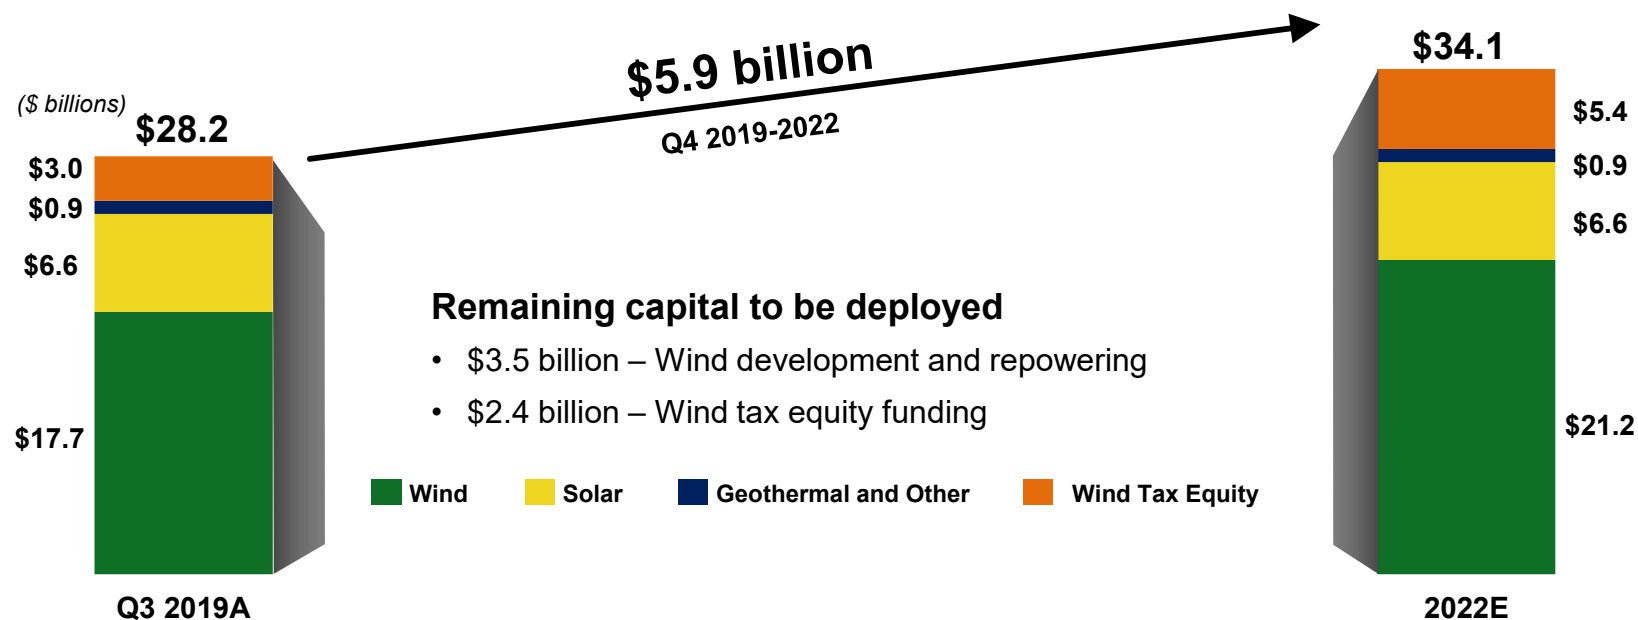 $5.9 billion
Q4 2019-2022
($ billions)
$28.2
$3.0
$0.9
$6.6
$17.7
Q3 2019A
$34.1
$5.4
$0.9
$6.6
$21.2
2022E
Remaining capital to be deployed
• $3.5 billion – Wind development and repowering
• $2.4 billion – Wind tax equity funding
Wind Solar Geothermal and Other Wind Tax Equity